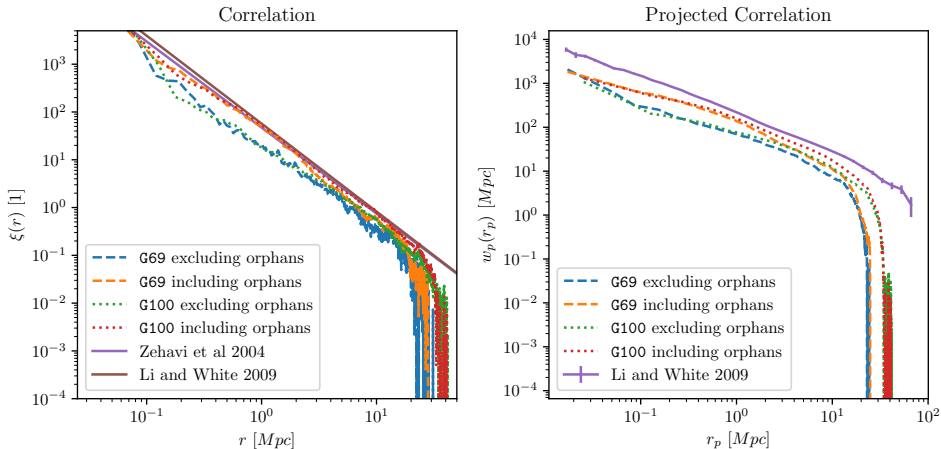 Correlation
10³
10²
10¹
10⁰
10⁻¹
10⁻²
10⁻³
10⁻⁴
ξ(r) [1]
G69 excluding orphans
G69 including orphans
G100 excluding orphans
G100 including orphans
Zehavi et al 2004
Li and White 2009
10⁻¹ 10⁰ 10¹
r [Mpc]
Projected Correlation
10⁴
10³
10²
10¹
10⁰
10⁻¹
10⁻²
10⁻³
10⁻⁴
wₚ(rₚ) [Mpc]
G69 excluding orphans
G69 including orphans
G100 excluding orphans
G100 including orphans
Li and White 2009
10⁻¹ 10⁰ 10¹ 10²
rₚ [Mpc]